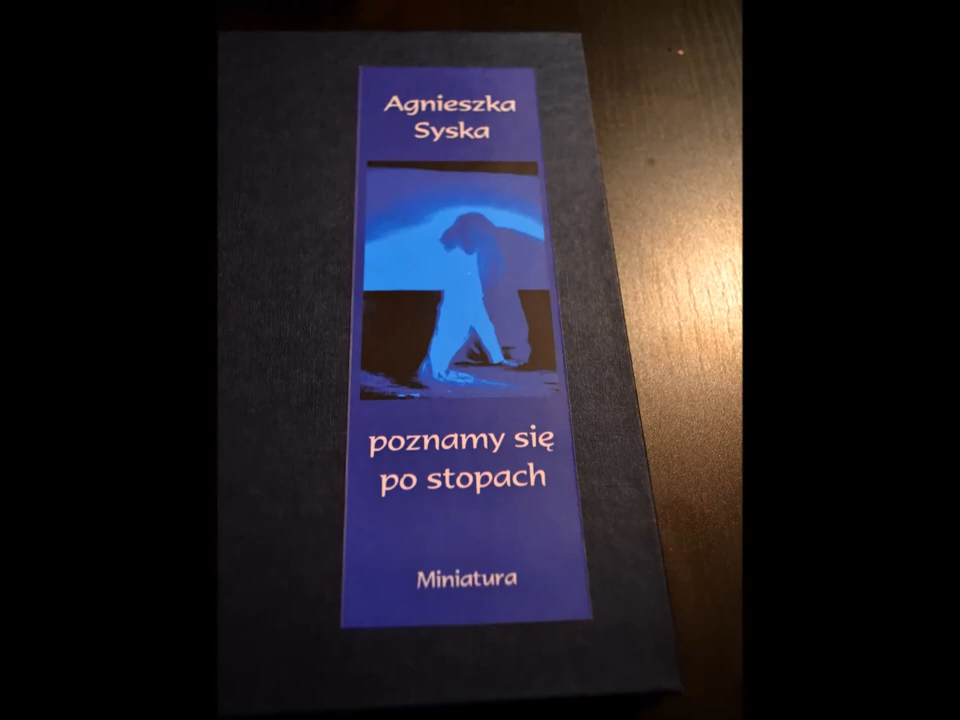 Agnieszka
Syska
poznamy się
po stopach
Miniatura